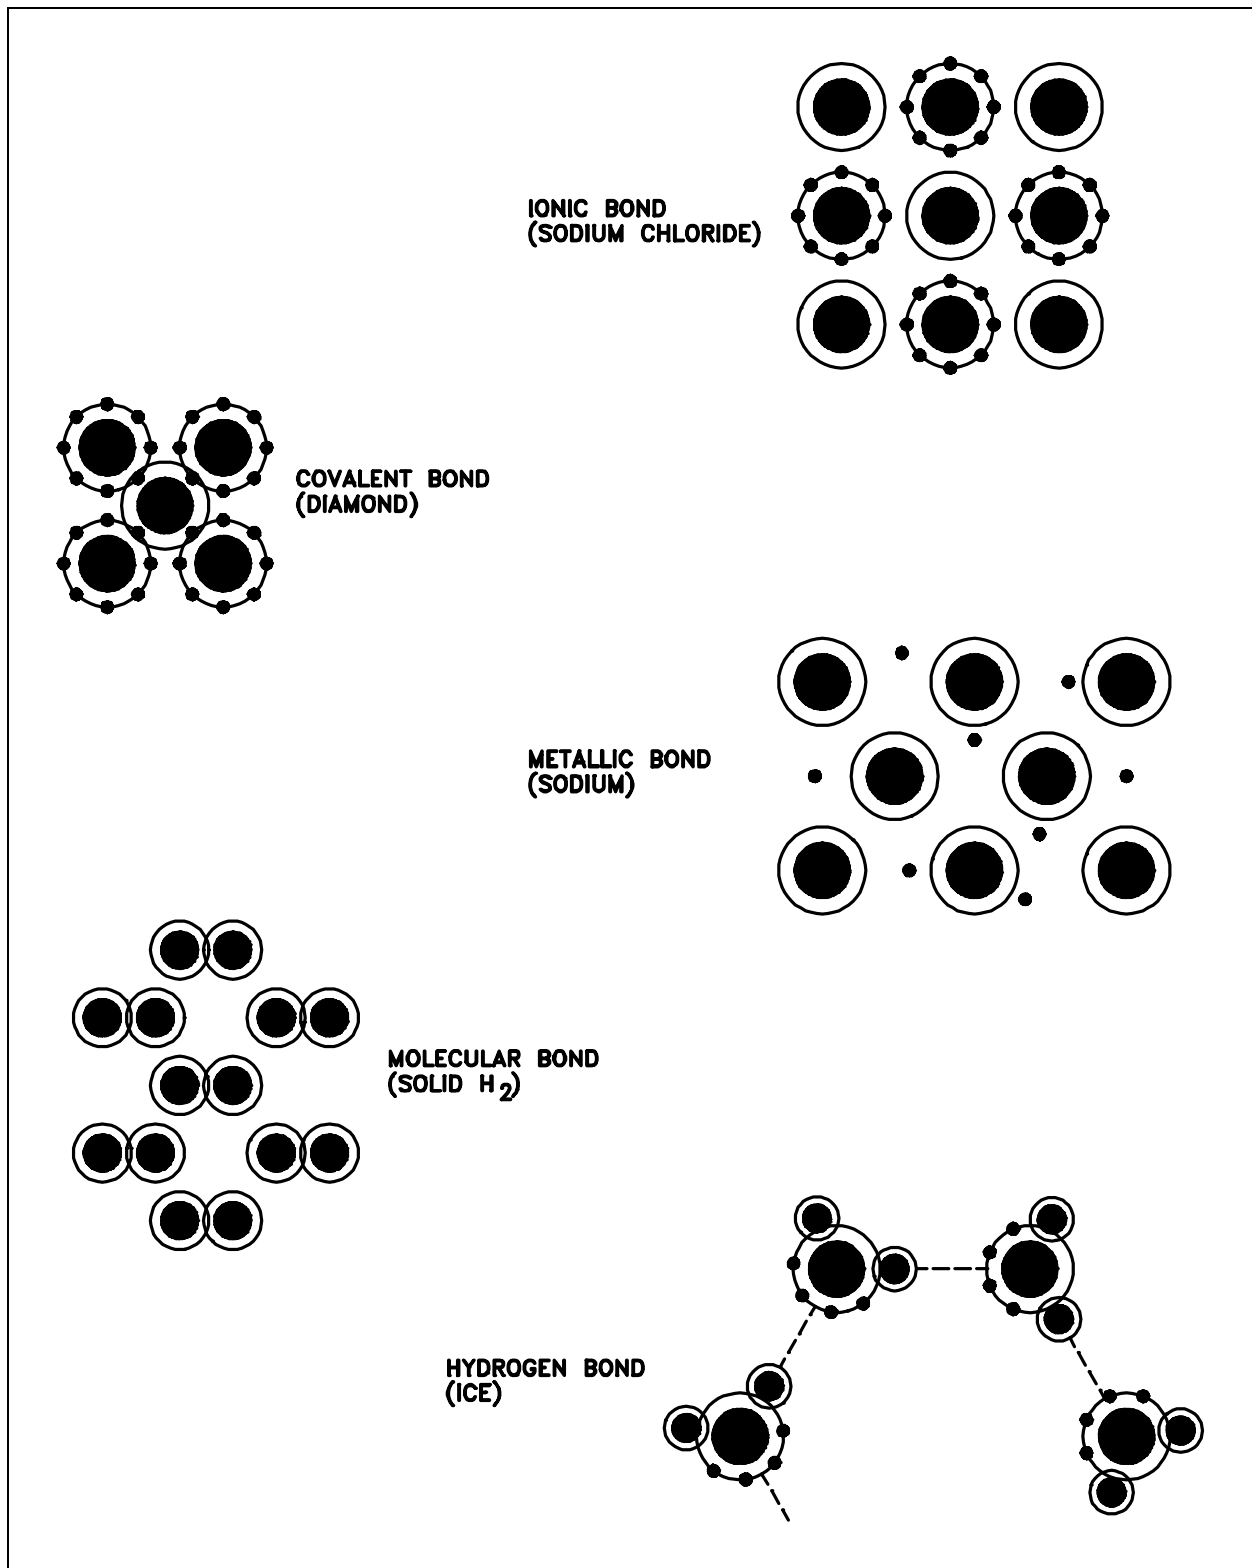 IONIC BOND
(SODIUM CHLORIDE)
COVALENT BOND
(DIAMOND)
METALLIC BOND
(SODIUM)
MOLECULAR BOND
(SOLID H2)
HYDROGEN BOND
(ICE)